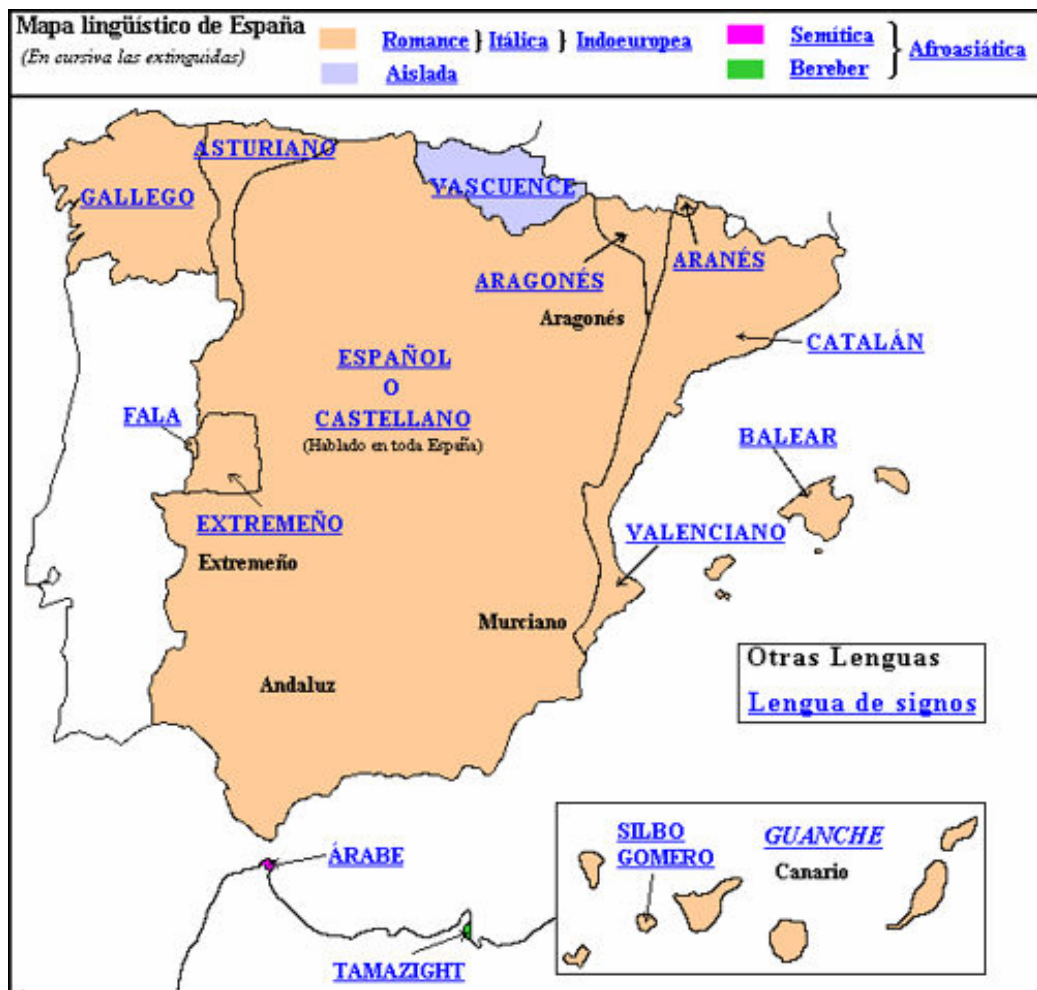 Mapa lingüístico de España
(En cursiva las extinguidas)
Romance } Itálica } Indoeuropea
Aislada
Semítica
Bereber
} Afroasiática
ASTURIANO
GALLEGO
VASCUENCE
ARAGONÉS
ARANÉS
Aragonés
CATALÁN
ESPAÑOL
O
CASTELLANO
(Hablado en toda España)
FALA
BALEAR
EXTREMEÑO
VALENCIANO
Extremeño
Murciano
Andaluz
Otras Lenguas
Lengua de signos
SILBO
GOMERO
GUANCHE
Canario
ÁRABE
TAMAZIGHT